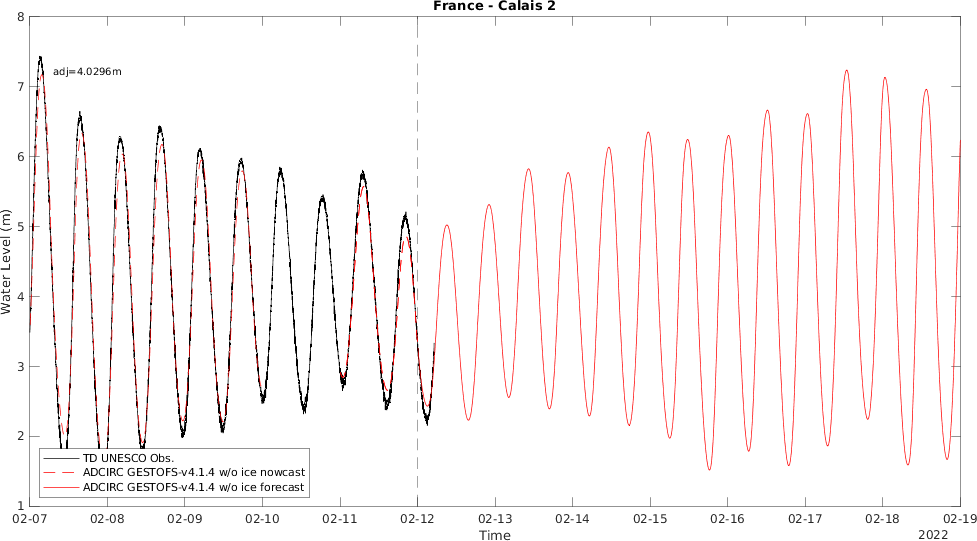 France - Calais 2
8
7
6
5
4
3
2
1
Water Level (m)
adj=4.0296m
TD UNESCO Obs.
ADCIRC GESTOFS-v4.1.4 w/o ice nowcast
ADCIRC GESTOFS-v4.1.4 w/o ice forecast
02-07 02-08 02-09 02-10 02-11 02-12 02-13 02-14 02-15 02-16 02-17 02-18 02-19
Time
2022